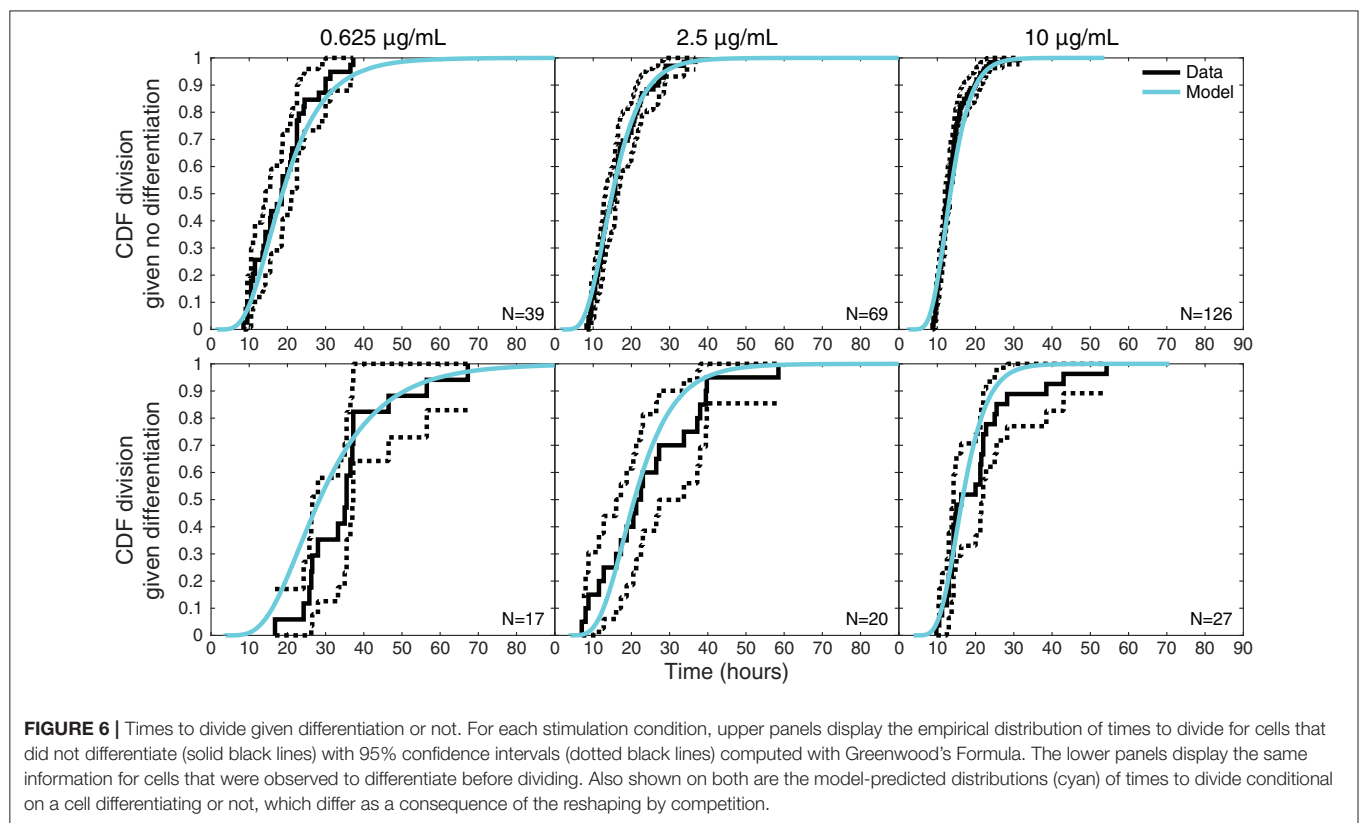 0.625 µg/mL
2.5 µg/mL
10 µg/mL
CDF division
given no differentiation
1
0.9
0.8
0.7
0.6
0.5
0.4
0.3
0.2
0.1
0
Data
Model
N=39
N=69
N=126
0 10 20 30 40 50 60 70 80
0 10 20 30 40 50 60 70 80
0 10 20 30 40 50 60 70 80 90
CDF division
given differentiation
1
0.9
0.8
0.7
0.6
0.5
0.4
0.3
0.2
0.1
0
N=17
N=20
N=27
0 10 20 30 40 50 60 70 80
0 10 20 30 40 50 60 70 80
0 10 20 30 40 50 60 70 80 90
Time (hours)
FIGURE 6 | Times to divide given differentiation or not. For each stimulation condition, upper panels display the empirical distribution of times to divide for cells that
did not differentiate (solid black lines) with 95% confidence intervals (dotted black lines) computed with Greenwood's Formula. The lower panels display the same
information for cells that were observed to differentiate before dividing. Also shown on both are the model-predicted distributions (cyan) of times to divide conditional
on a cell differentiating or not, which differ as a consequence of the reshaping by competition.